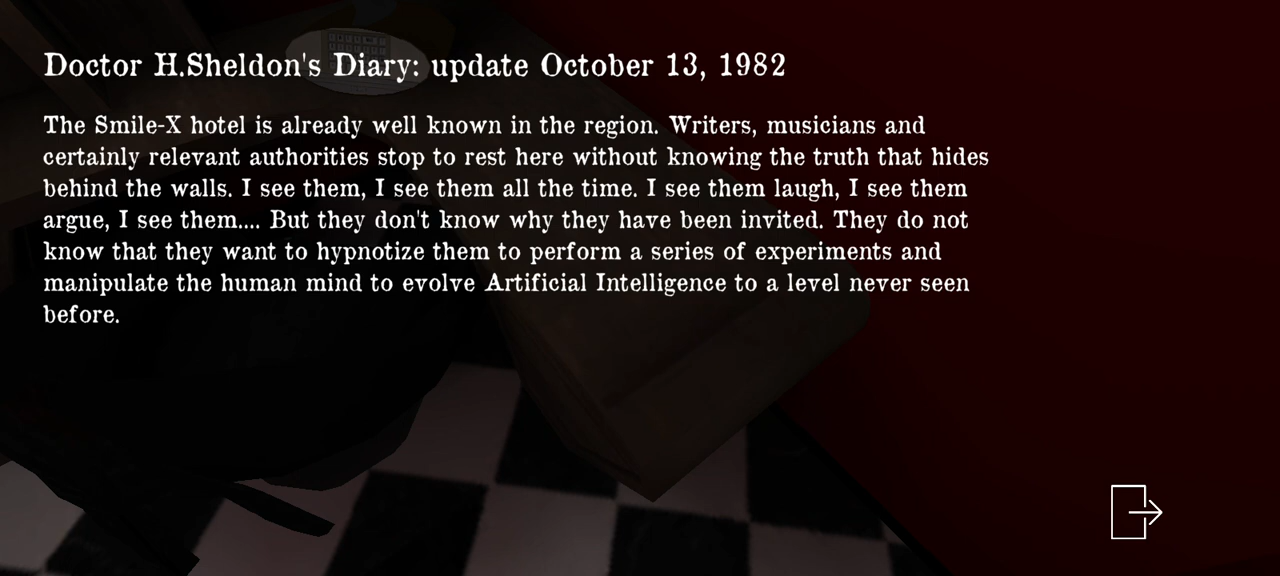 Doctor H.Sheldon's Diary: update October 13, 1982
The Smile-X hotel is already well known in the region. Writers, musicians and
certainly relevant authorities stop to rest here without knowing the truth that hides
behind the walls. I see them, I see them all the time. I see them laugh, I see them
argue, I see them.... But they don't know why they have been invited. They do not
know that they want to hypnotize them to perform a series of experiments and
manipulate the human mind to evolve Artificial Intelligence to a level never seen
before.